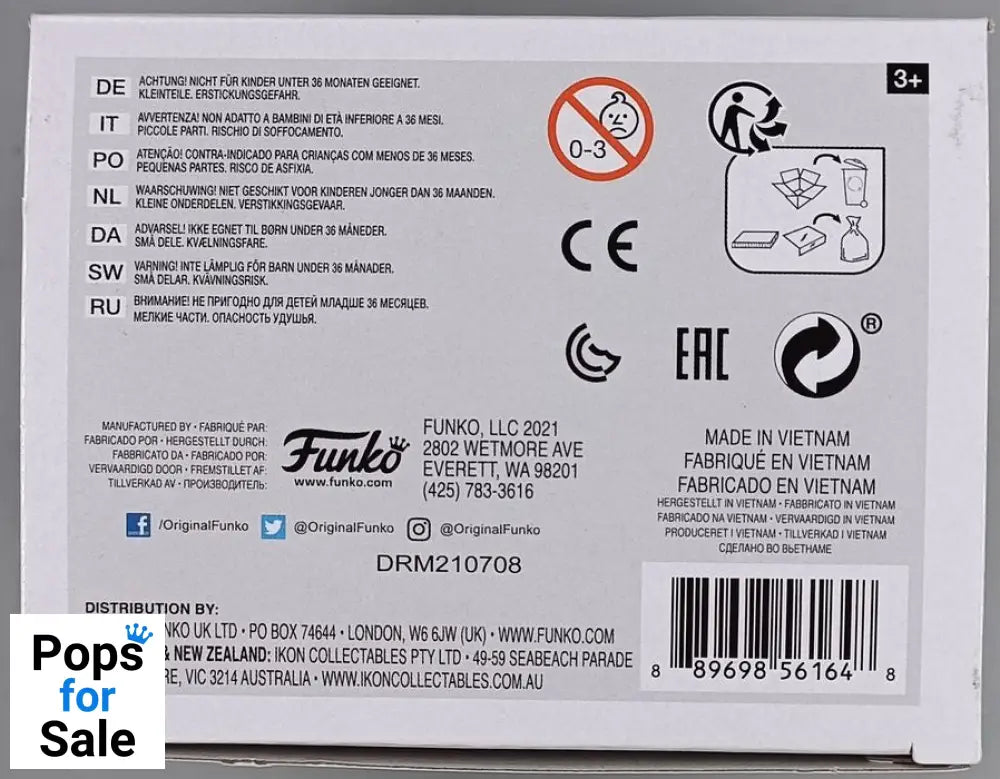 3+
DE ACHTUNG! NICHT FÜR KINDER UNTER 36 MONATEN GEEIGNET.
KLEINTEILE. ERSTICKUNGSGEFAHR.
IT AVVERTENZA! NON ADATTO A BAMBINI DI ETÀ INFERIORE A 36 MESI.
PICCOLE PARTI. RISCHIO DI SOFFOCAMENTO.
PO ATENÇÃO! CONTRA-INDICADO PARA CRIANÇAS COM MENOS DE 36 MESES.
PEQUENAS PARTES. RISCO DE ASFIXIA.
NL WAARSCHUWING! NIET GESCHIKT VOOR KINDEREN JONGER DAN 36 MAANDEN.
KLEINE ONDERDELEN. VERSTIKKINGSGEVAAR.
DA ADVARSEL! IKKE EGNET TIL BØRN UNDER 36 MÅNEDER.
SMÅ DELE. KVÆLNINGSFARE.
SW VARNING! INTE LÄMPLIG FÖR BARN UNDER 36 MÅNADER.
SMÅ DELAR. KVÄVNINGSRISK.
RU ВНИМАНИЕ! НЕ ПРИГОДНО ДЛЯ ДЕТЕЙ МЛАДШЕ 36 МЕСЯЦЕВ.
МЕЛКИЕ ЧАСТИ. ОПАСНОСТЬ УДУШЬЯ.
0-3
CE
EAC
®
MANUFACTURED BY • FABRIQUÉ PAR:
FABRICADO POR • HERGESTELLT DURCH:
FABBRICATO DA • FABRICADO POR:
VERVAARDIGD DOOR • FREMSTILLET AF:
TILLVERKAD AV • ПРОИЗВОДИТЕЛЬ:
Funko
www.funko.com
FUNKO, LLC 2021
2802 WETMORE AVE
EVERETT, WA 98201
(425) 783-3616
MADE IN VIETNAM
FABRIQUÉ EN VIETNAM
FABRICADO EN VIETNAM
HERGESTELLT IN VIETNAM • FABBRICATO IN VIETNAM
FABRICADO NA VIETNAM • VERVAARDIGD IN VIETNAM
PRODUCERET I VIETNAM • TILLVERKAD I VIETNAM
СДЕЛАНО ВО ВЬЕТНАМЕ
/OriginalFunko @OriginalFunko @OriginalFunko
DRM210708
DISTRIBUTION BY:
NKO UK LTD • PO BOX 74644 • LONDON, W6 6JW (UK) • WWW.FUNKO.COM
& NEW ZEALAND: IKON COLLECTABLES PTY LTD • 49-59 SEABEACH PARADE
RE, VIC 3214 AUSTRALIA • WWW.IKONCOLLECTABLES.COM.AU
8 89698 56164 8
Pops
for
Sale